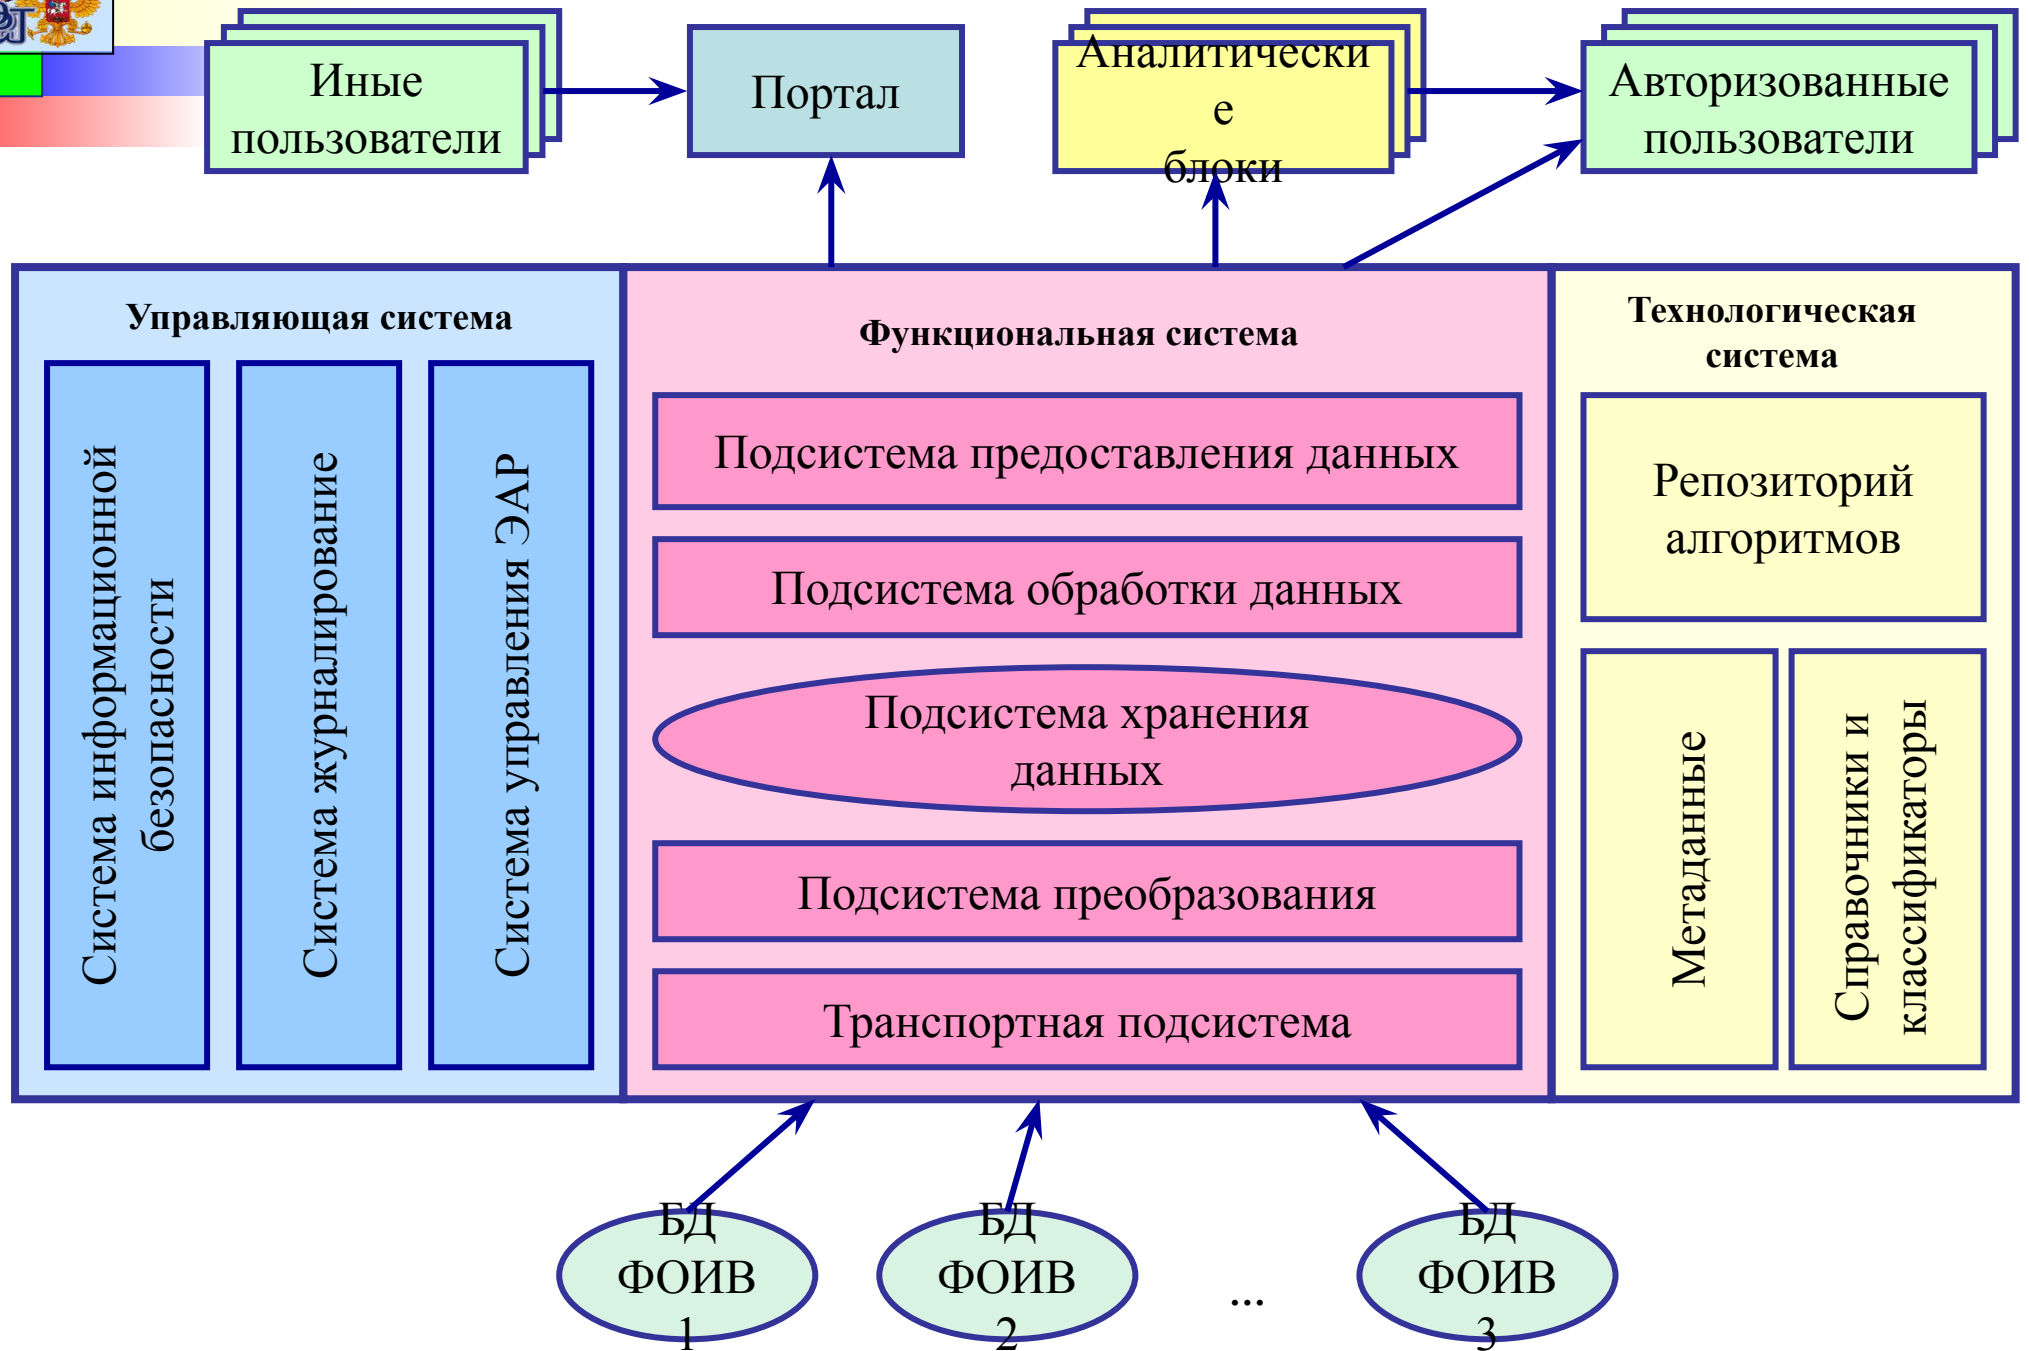 Иные
пользователи
Портал
Аналитически
е
блоки
Авторизованные
пользователи
Управляющая система
Система информационной
безопасности
Система журналирование
Система управления ЭАР
Функциональная система
Подсистема предоставления данных
Подсистема обработки данных
Подсистема хранения
данных
Подсистема преобразования
Транспортная подсистема
Технологическая
система
Репозиторий
алгоритмов
Метаданные
Справочники и
классификаторы
БД
ФОИВ
1
БД
ФОИВ
2
...
БД
ФОИВ
3